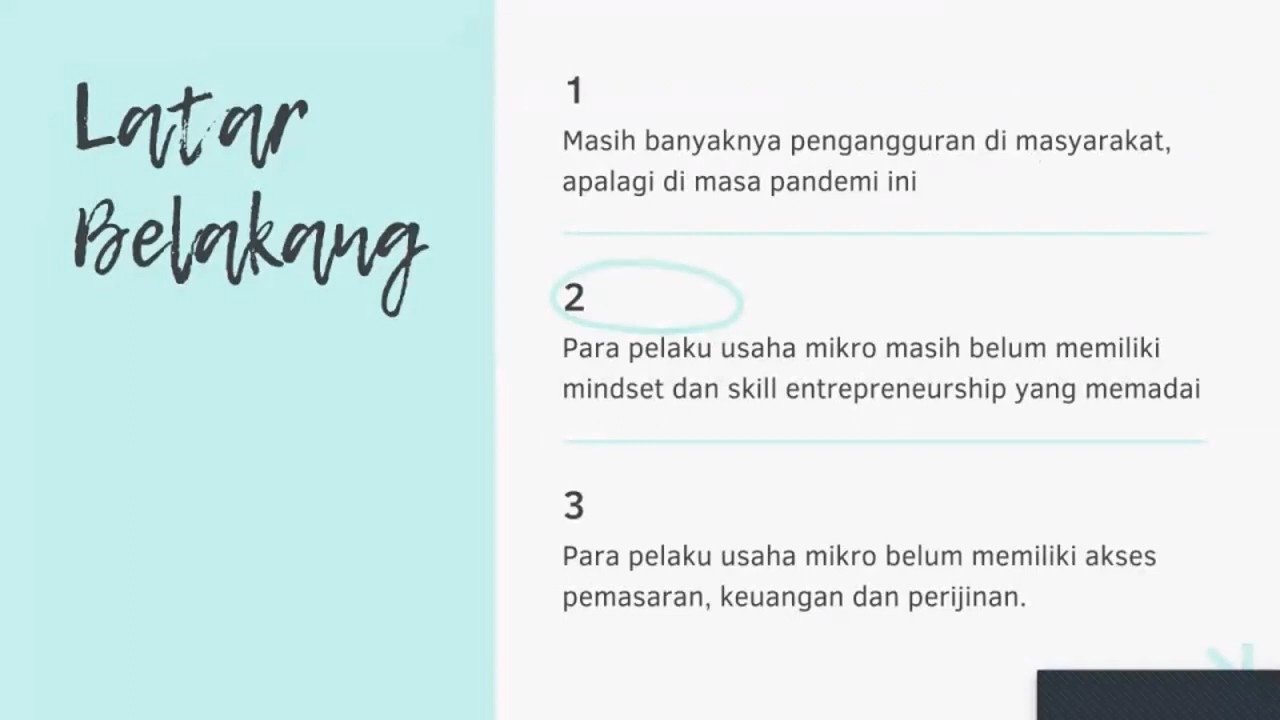 Latar
Belakang
1
Masih banyaknya pengangguran di masyarakat,
apalagi di masa pandemi ini
2
Para pelaku usaha mikro masih belum memiliki
mindset dan skill entrepreneurship yang memadai
3
Para pelaku usaha mikro belum memiliki akses
pemasaran, keuangan dan perijinan.